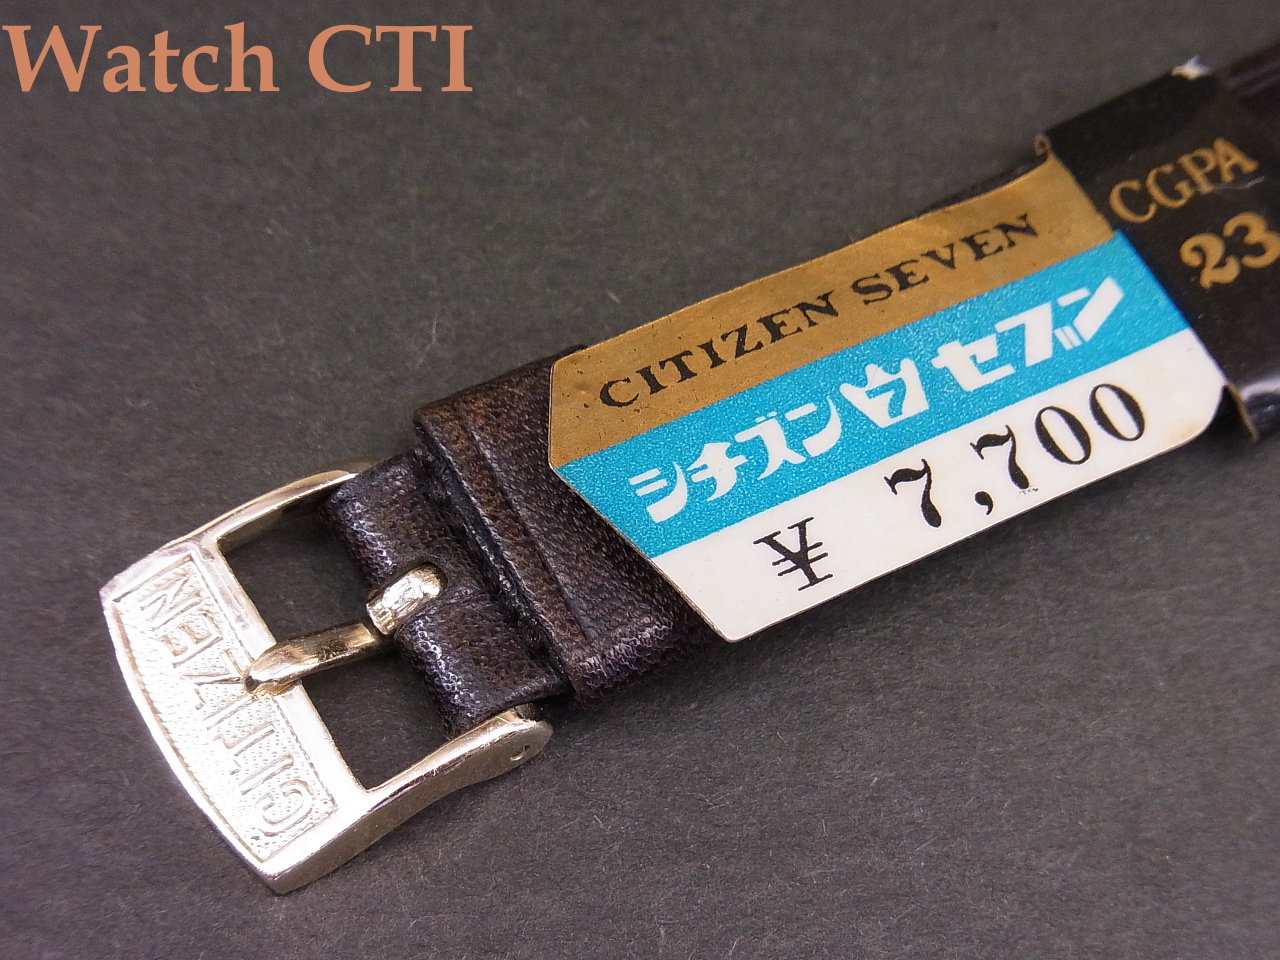 Watch CTI
CGPA
23
CITIZEN SEVEN
シチズン セブン
¥ 7,700
CITIZEN